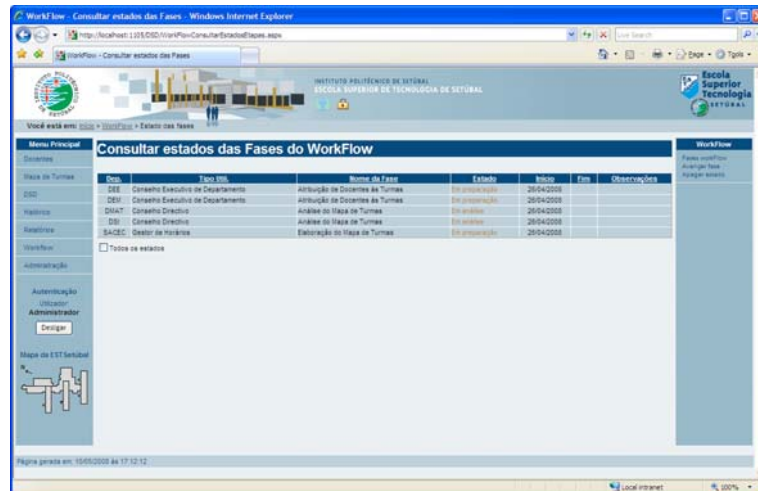 WorkFlow - Consultar estados das Fases - Windows Internet Explorer
http://localhost:1105/DSD/WorkFlowConsultarEstadosEtapas.aspx
Live Search
WorkFlow - Consultar estados das Fases
Page
Tools
INSTITUTO POLITÉCNICO DE SETÚBAL
ESCOLA SUPERIOR DE TECNOLOGIA DE SETÚBAL
Escola
Superior
Tecnologia
SETÚBAL
Você está em: Início > WorkFlow > Estado das fases
Menu Principal
Docentes
Mapa de Turmas
DSD
Histórico
Relatórios
Workflow
Administração
Autenticação
Utilizador
Administrador
Desligar
Mapa da EST Setúbal
Consultar estados das Fases do WorkFlow
Dep. Tipo Util. Nome da Fase Estado Início Fim Observações
DEE Conselho Executivo de Departamento Atribuição de Docentes às Turmas Em preparação 26/04/2008
DEM Conselho Executivo de Departamento Atribuição de Docentes às Turmas Em preparação 26/04/2008
DMAT Conselho Directivo Análise do Mapa de Turmas Em análise 26/04/2008
DSI Conselho Directivo Análise do Mapa de Turmas Em análise 26/04/2008
SACEC Gestor de Horários Elaboração do Mapa de Turmas Em preparação 26/04/2008
Todos os estados
WorkFlow
Fases workFlow
Avançar fase
Apagar estado
Página gerada em: 10/05/2008 às 17:12:12
Local intranet
100%